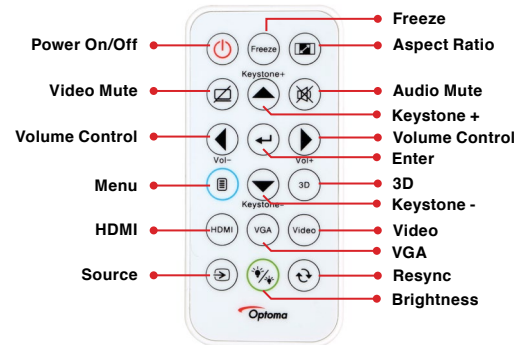 Freeze
Power On/Off
Freeze
Aspect Ratio
Keystone+
Video Mute
Audio Mute
Keystone +
Volume Control
Volume Control
Vol–
Vol+
Enter
Menu
3D
3D
Keystone–
Keystone -
HDMI
HDMI
VGA
Video
Video
VGA
Source
Resync
Brightness
Optoma